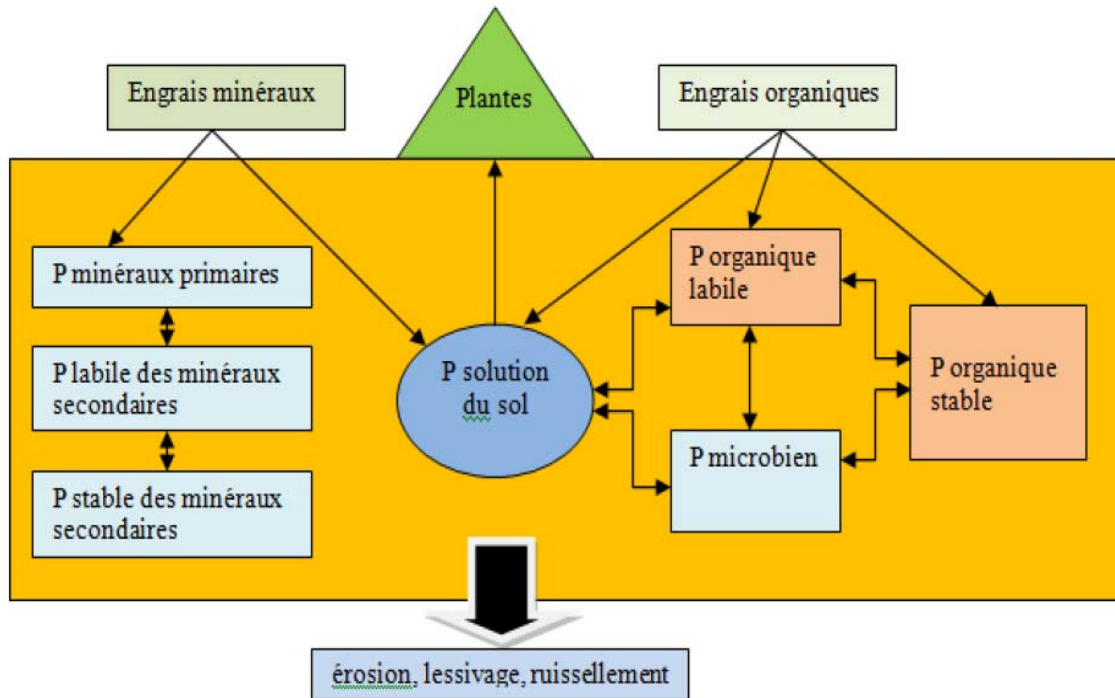 Engrais minéraux
Plantes
Engrais organiques
P minéraux primaires
P labile des minéraux
secondaires
P stable des minéraux
secondaires
P solution
du sol
P organique
labile
P microbien
P organique
stable
érosion, lessivage, ruissellement